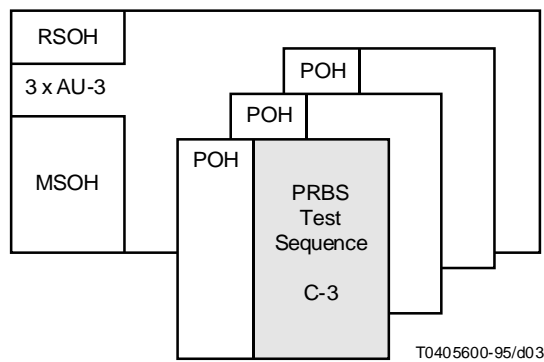 RSOH
3 x AU-3
MSOH
POH
POH
POH
PRBS
Test
Sequence
C-3
T0405600-95/d03